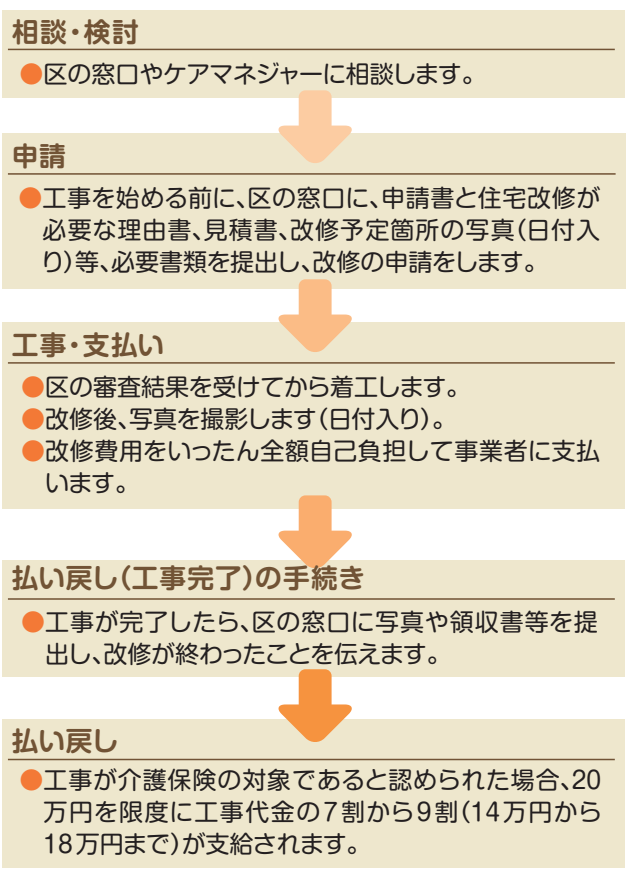 相談・検討
●区の窓口やケアマネジャーに相談します。
申請
●工事を始める前に、区の窓口に、申請書と住宅改修が
必要な理由書、見積書、改修予定箇所の写真(日付入
り)等、必要書類を提出し、改修の申請をします。
工事・支払い
●区の審査結果を受けてから着工します。
●改修後、写真を撮影します(日付入り)。
●改修費用をいったん全額自己負担して事業者に支払
います。
払い戻し(工事完了)の手続き
●工事が完了したら、区の窓口に写真や領収書等を提
出し、改修が終わったことを伝えます。
払い戻し
●工事が介護保険の対象であると認められた場合、20
万円を限度に工事代金の7割から9割(14万円から
18万円まで)が支給されます。